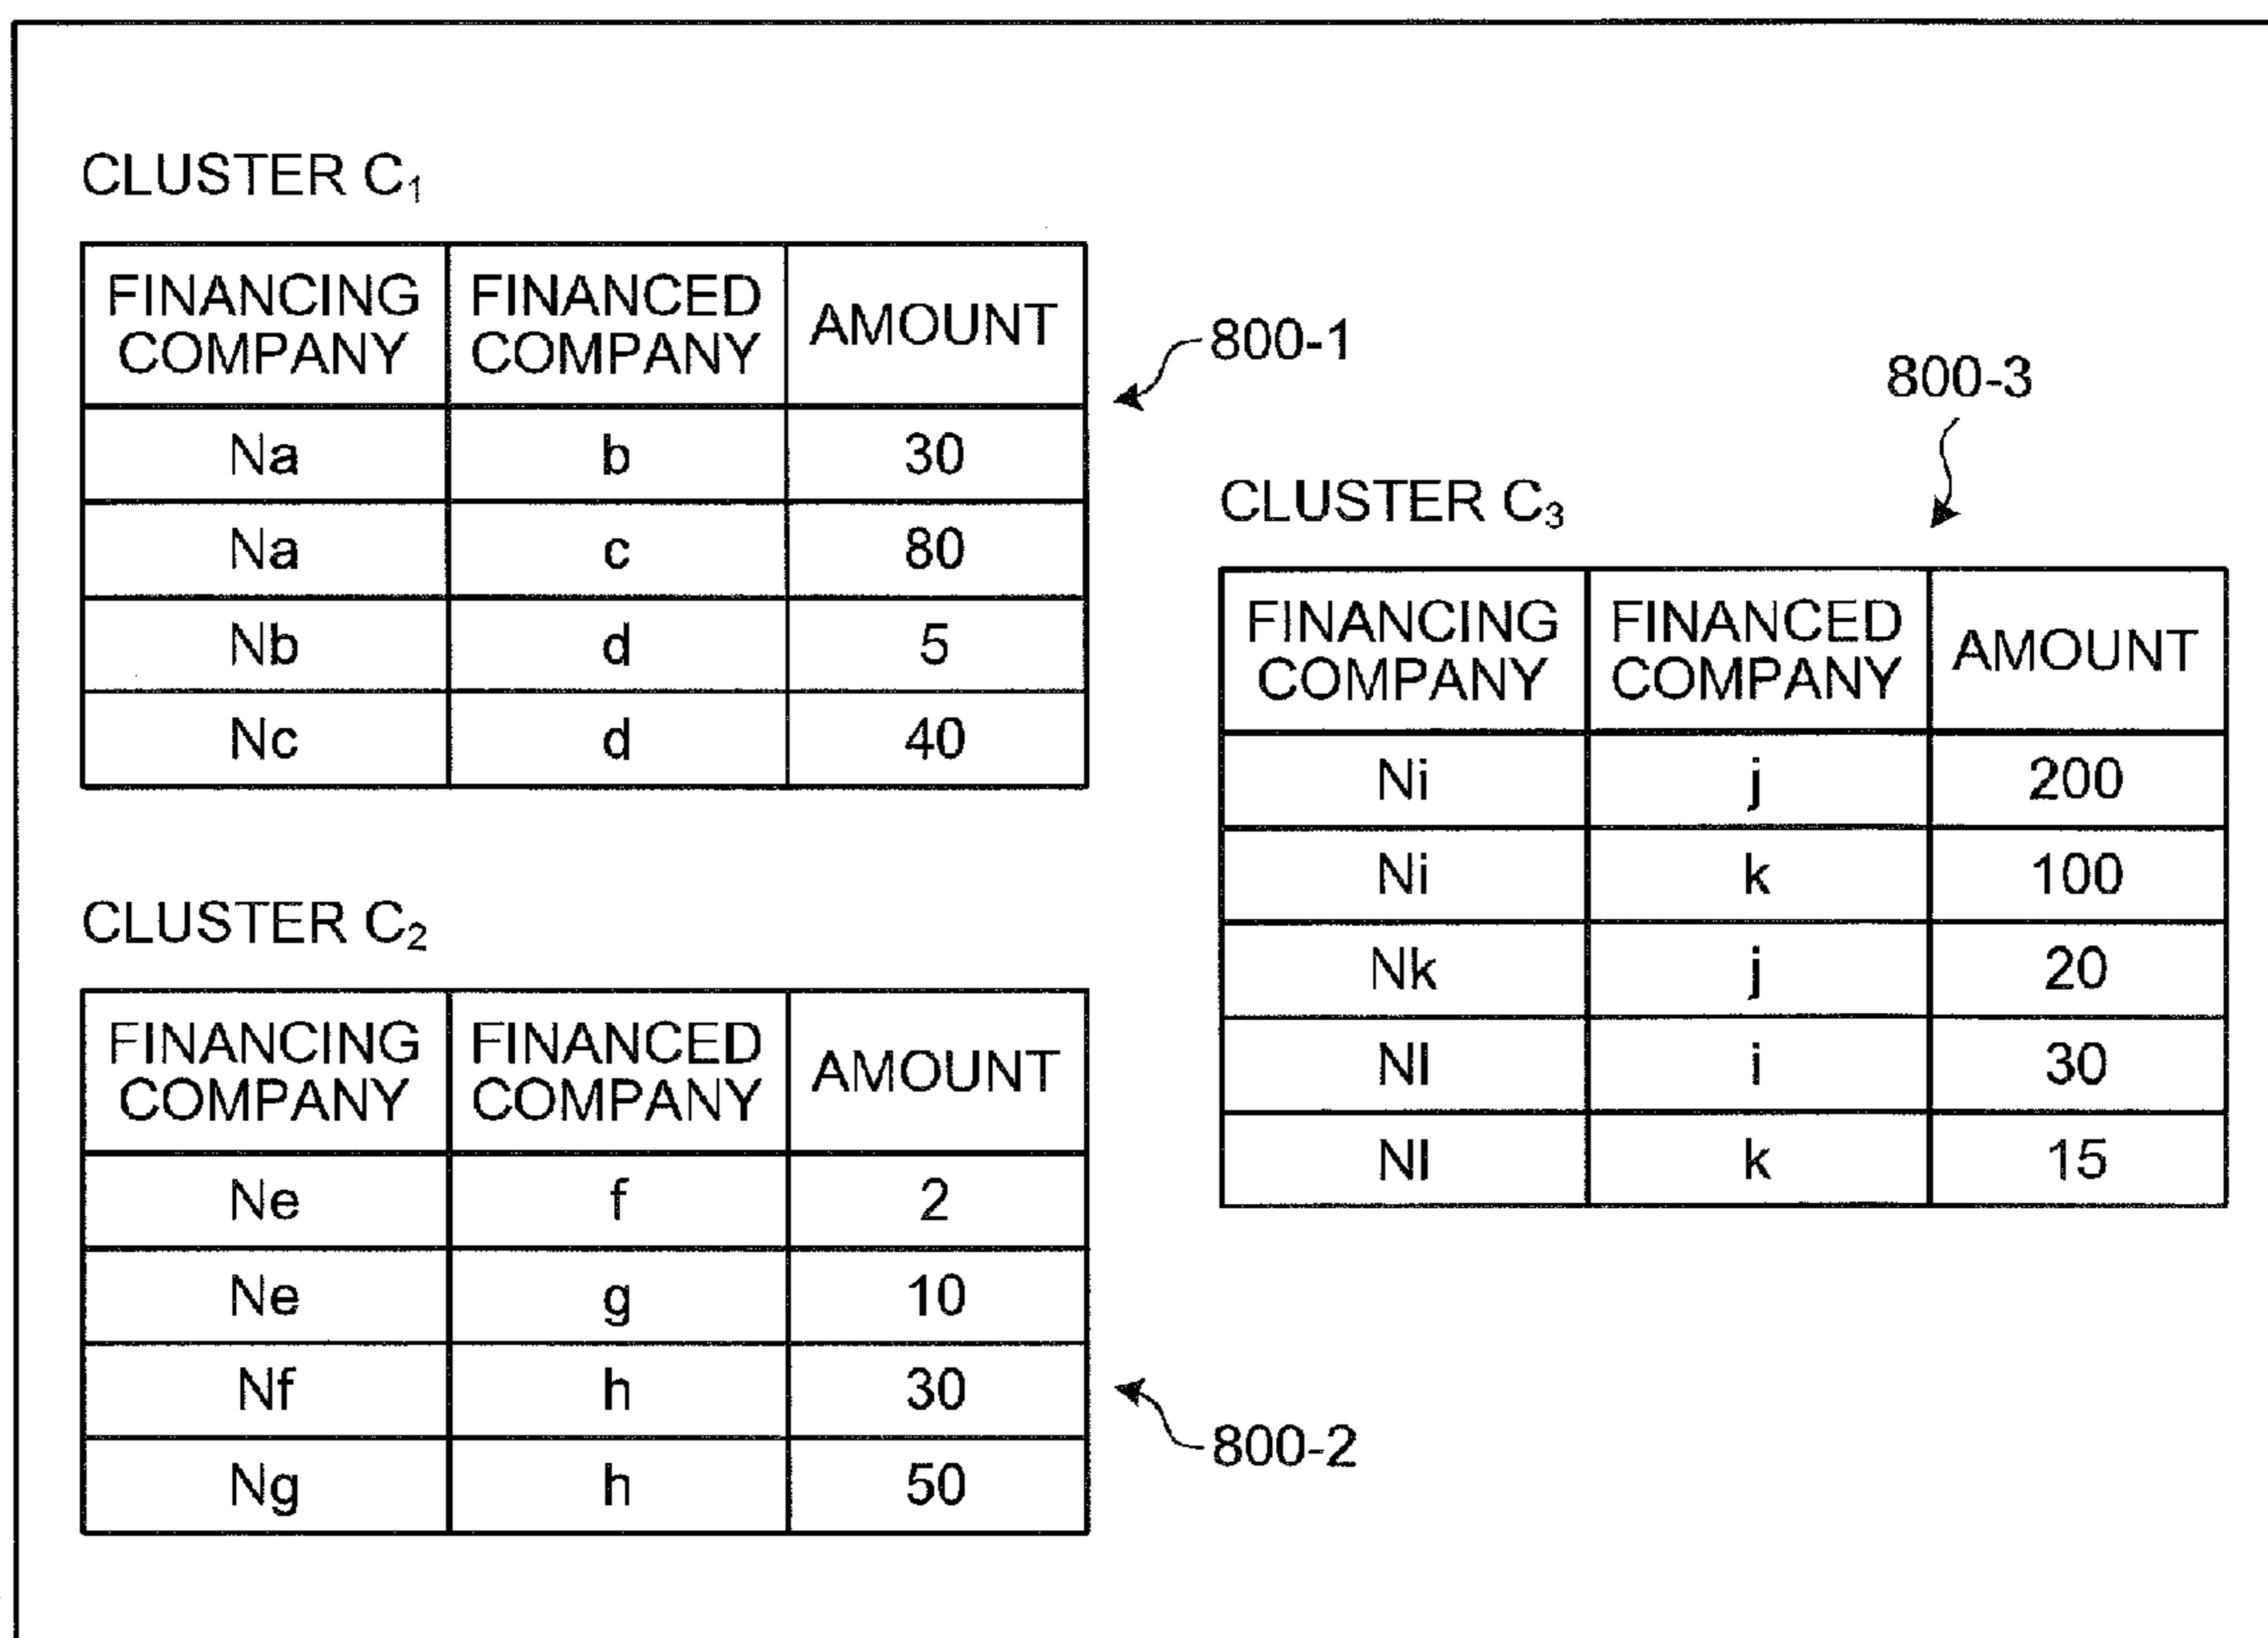 CLUSTER C₁
FINANCING COMPANY | FINANCED COMPANY | AMOUNT
Na | b | 30
Na | c | 80
Nb | d | 5
Nc | d | 40
800-1
CLUSTER C₂
FINANCING COMPANY | FINANCED COMPANY | AMOUNT
Ne | f | 2
Ne | g | 10
Nf | h | 30
Ng | h | 50
800-2
800-3
CLUSTER C₃
FINANCING COMPANY | FINANCED COMPANY | AMOUNT
Ni | j | 200
Ni | k | 100
Nk | j | 20
Nl | i | 30
Nl | k | 15